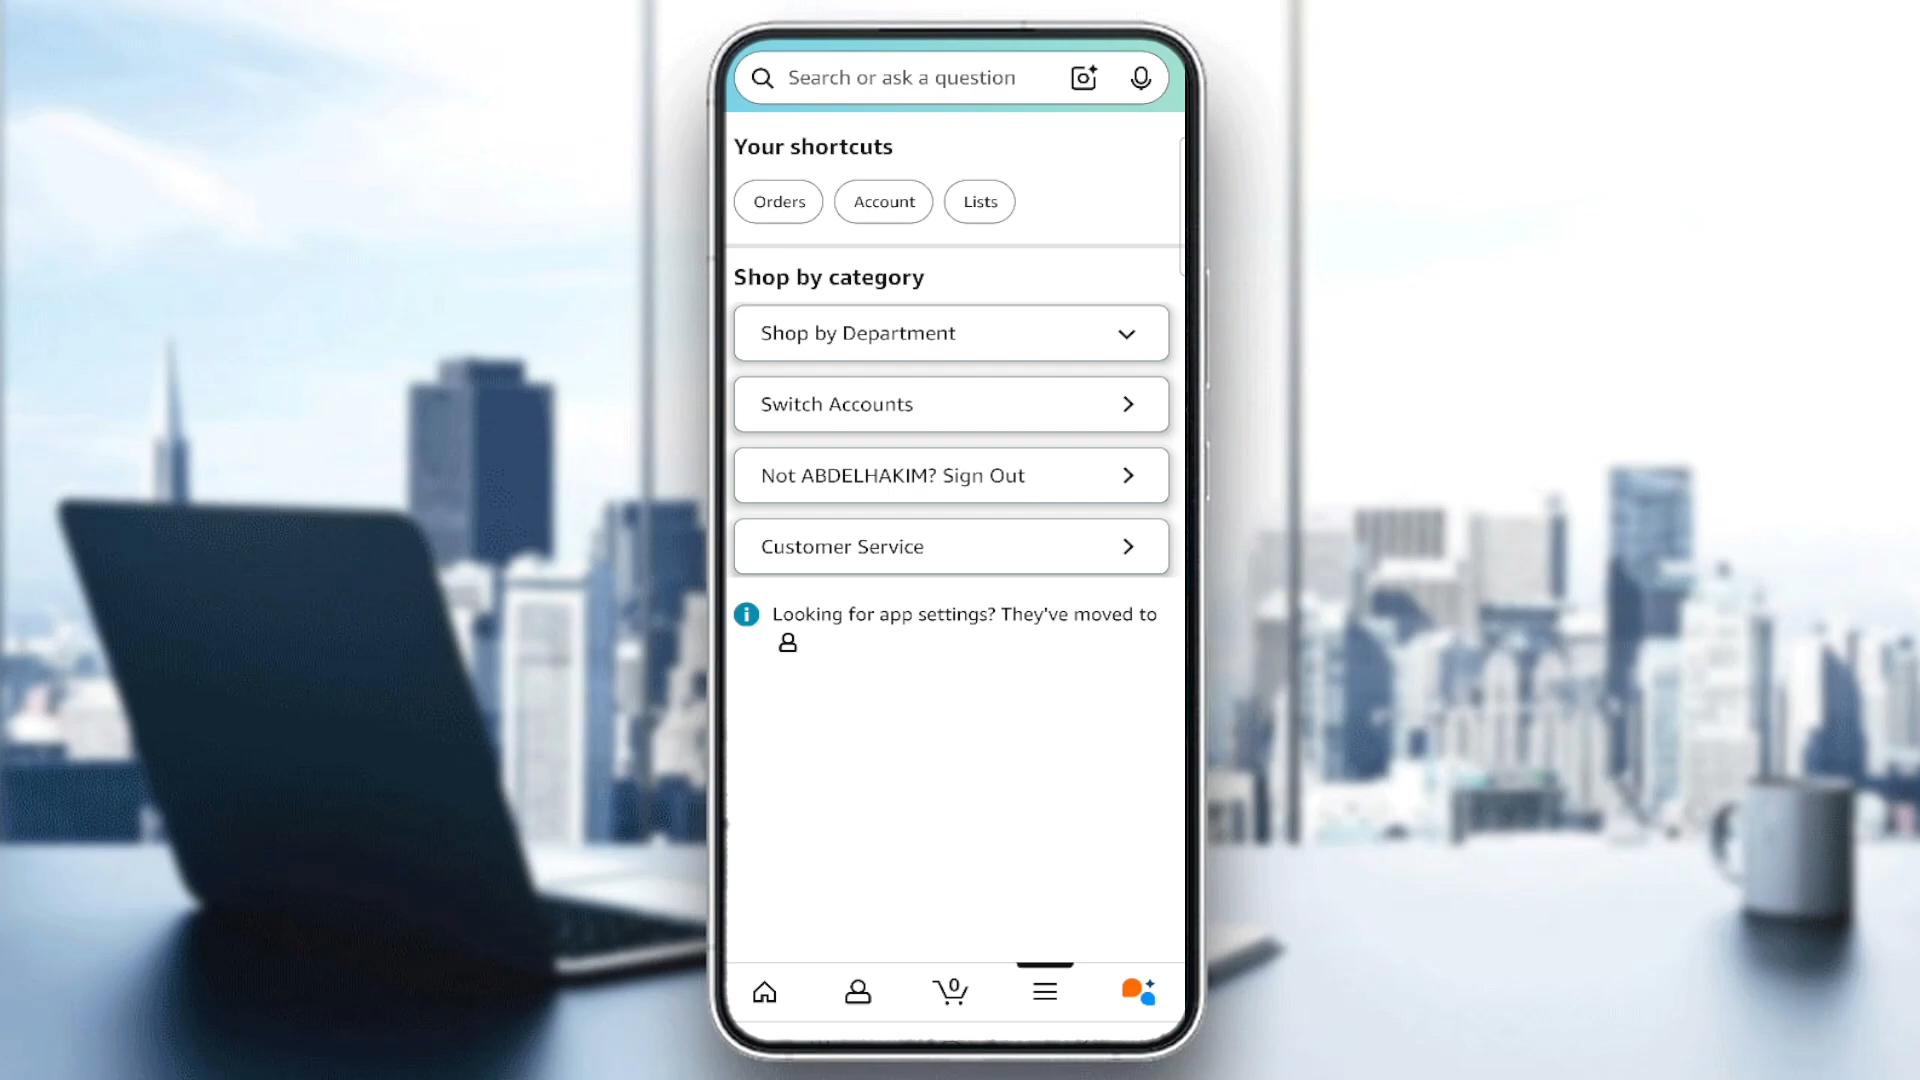 Search or ask a question
Your shortcuts
Orders Account Lists
Shop by category
Shop by Department
Switch Accounts
Not ABDELHAKIM? Sign Out
Customer Service
Looking for app settings? They've moved to
0